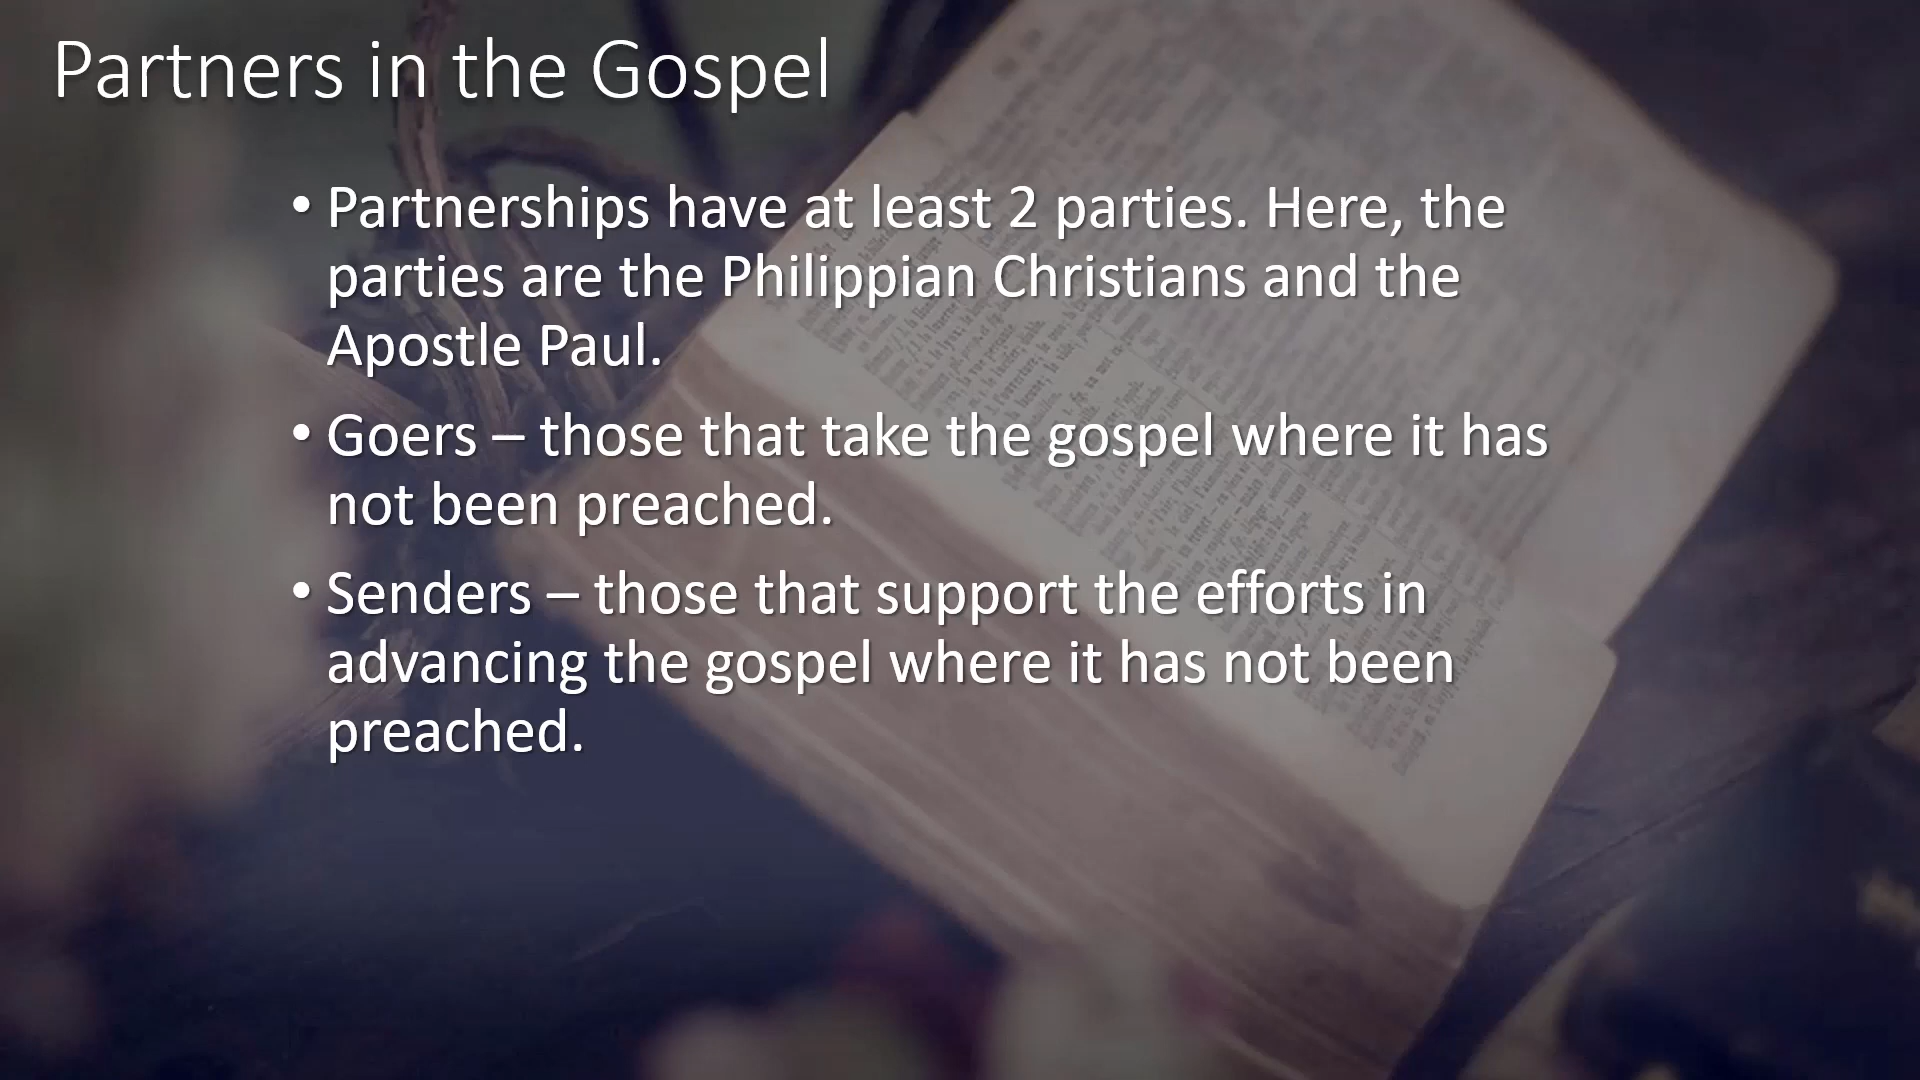 Partners in the Gospel
• Partnerships have at least 2 parties. Here, the
parties are the Philippian Christians and the
Apostle Paul.
• Goers – those that take the gospel where it has
not been preached.
• Senders – those that support the efforts in
advancing the gospel where it has not been
preached.